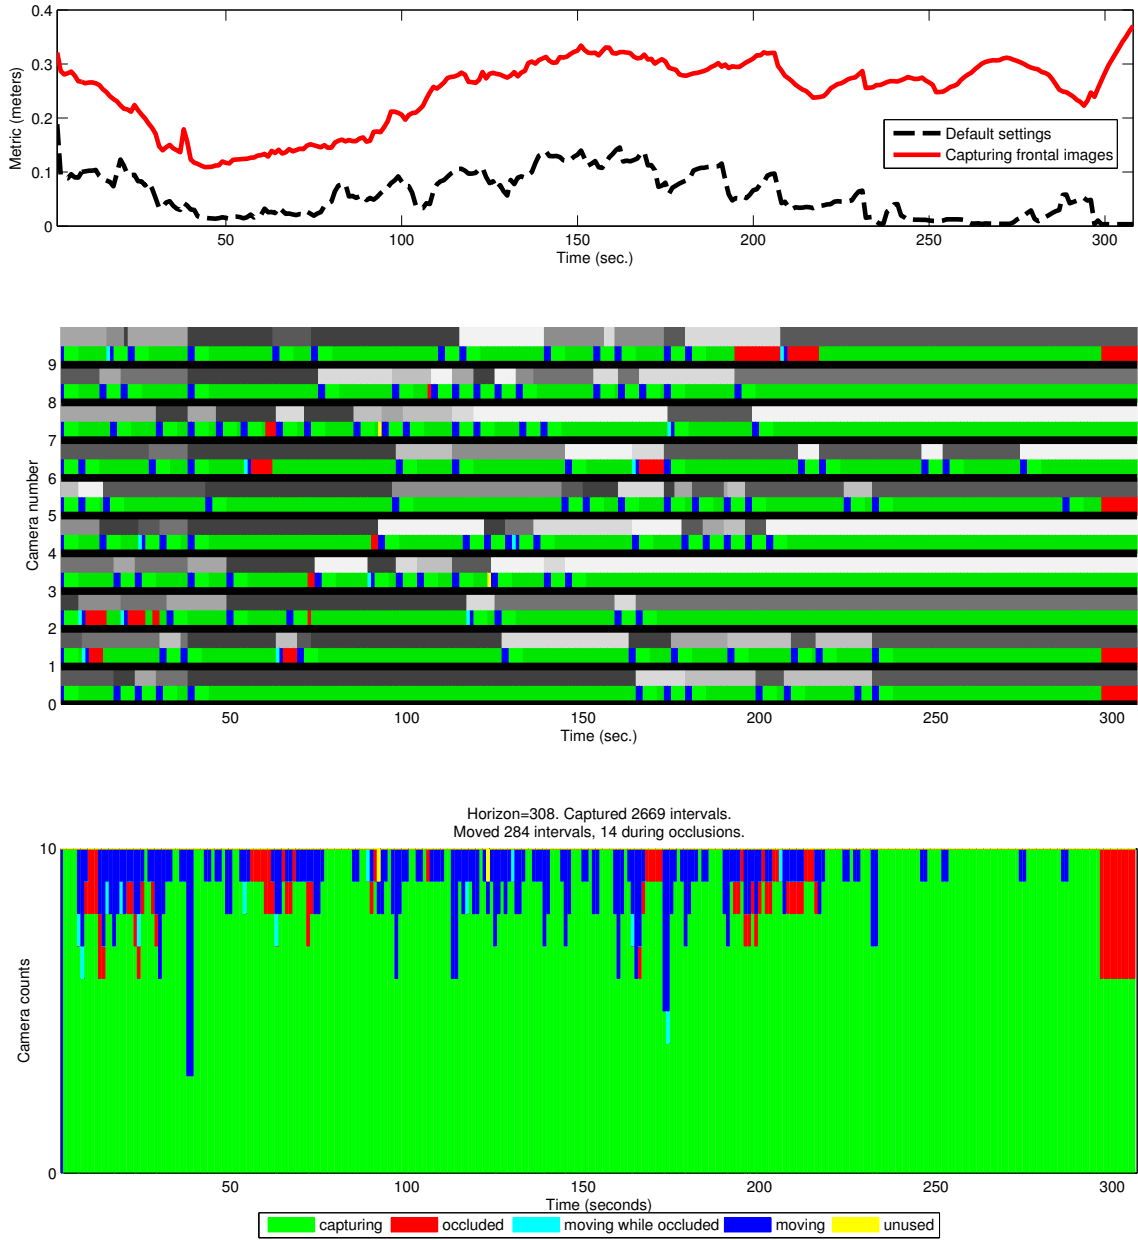 0.4
0.3
0.2
0.1
0
Metric (meters)
Default settings
Capturing frontal images
50 100 150 200 250 300
Time (sec.)
9
8
7
6
5
4
3
2
1
0
Camera number
50 100 150 200 250 300
Time (sec.)
Horizon=308. Captured 2669 intervals.
Moved 284 intervals, 14 during occlusions.
10
0
Camera counts
50 100 150 200 250 300
Time (seconds)
capturing occluded moving while occluded moving unused